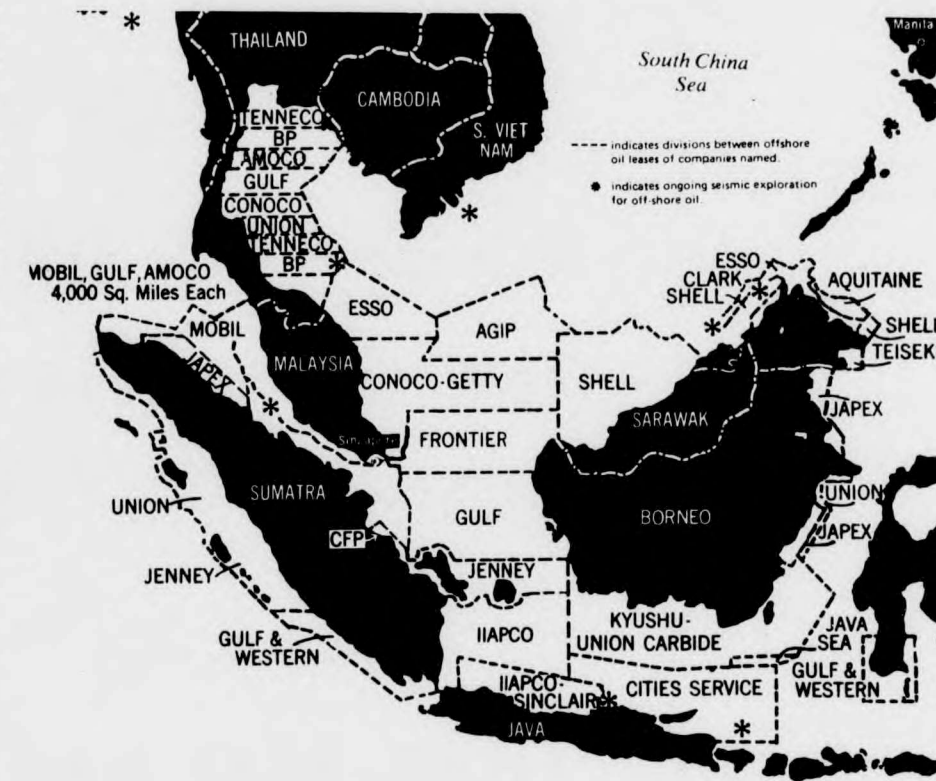 Manila
THAILAND
South China
Sea
CAMBODIA
TENNECO
BP
S. VIET
NAM
indicates divisions between offshore
oil leases of companies named.
AMOCO
GULF
* indicates ongoing seismic exploration
for off-shore oil.
CONOCO
UNION
TENNECO
BP
MOBIL, GULF, AMOCO
4,000 Sq. Miles Each
ESSO
CLARK
SHELL
AQUITAINE
ESSO
MOBIL
AGIP
SHELL
TEISEK
MALAYSIA
JAPEX
CONOCO-GETTY
SHELL
JAPEX
SARAWAK
Singapore
FRONTIER
SUMATRA
UNION
GULF
BORNEO
UNION
CFP
JAPEX
JENNEY
JENNEY
GULF &
WESTERN
IIAPCO
KYUSHU-
UNION CARBIDE
JAVA
SEA
GULF &
WESTERN
IIAPCO-
SINCLAIR
CITIES SERVICE
JAVA